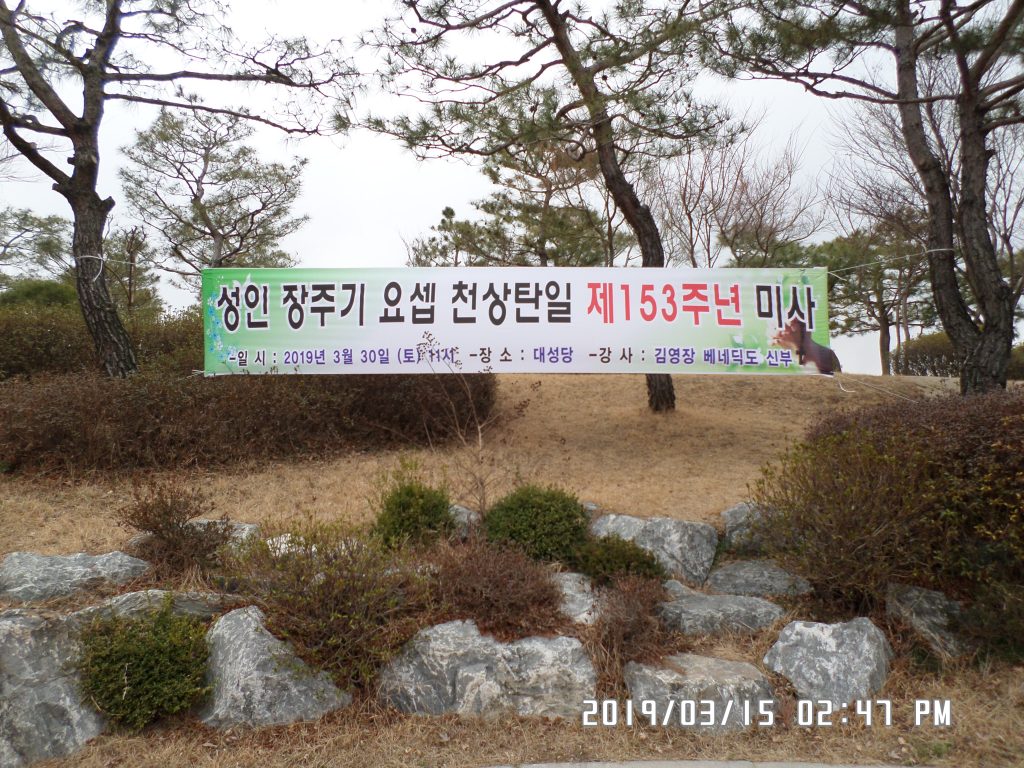 성인 장주기 요셉 천상탄일 제153주년 미사
-일 시 : 2019년 3월 30일 (토) 11시 -장 소 : 대성당 -강 사 : 김영장 베네딕도 신부
2019/03/15 02:47 PM